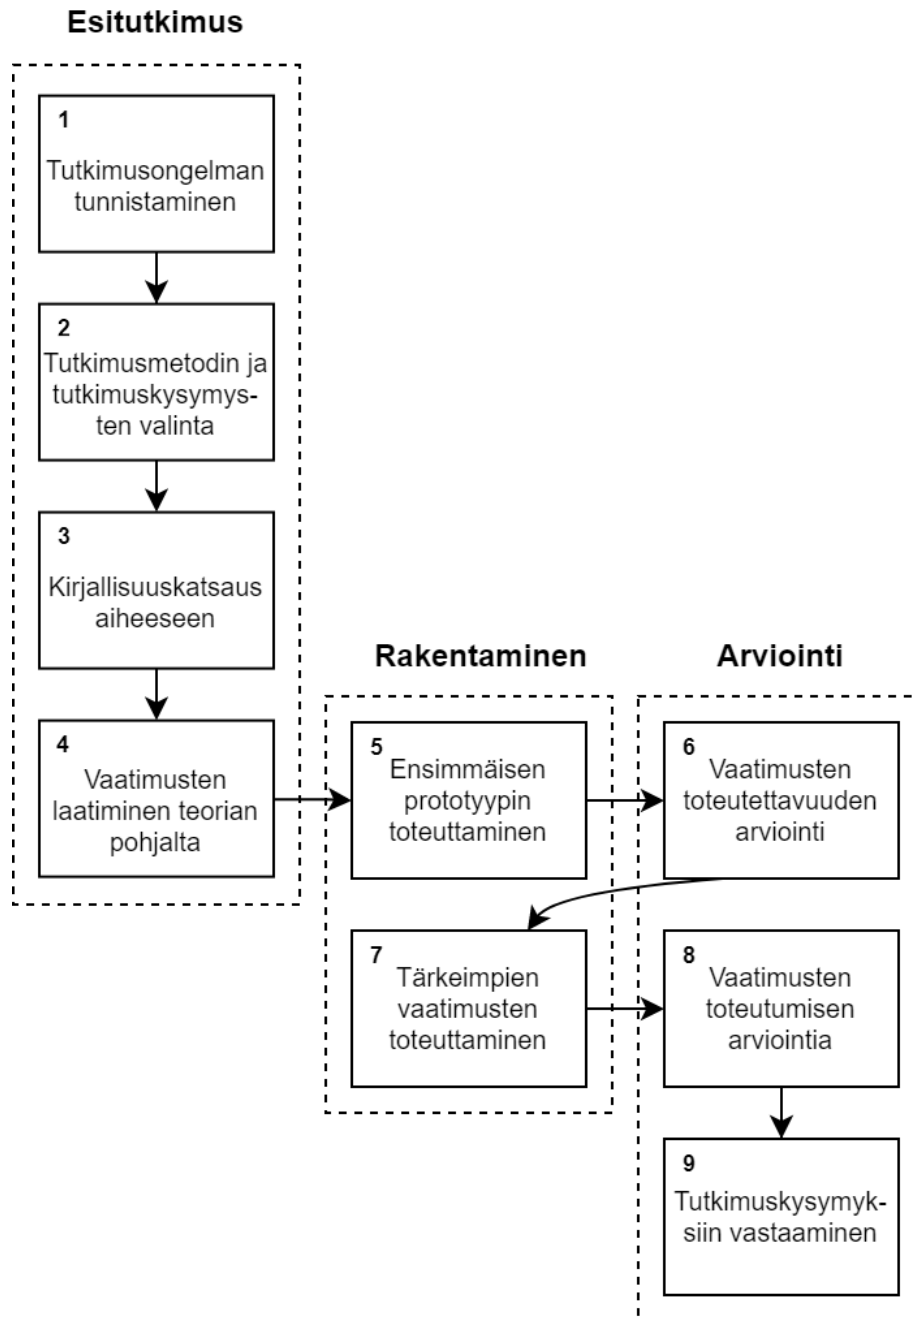 Esitutkimus
1
Tutkimusongelman
tunnistaminen
2
Tutkimusmetodin ja
tutkimuskysymys-
ten valinta
3
Kirjallisuuskatsaus
aiheeseen
4
Vaatimusten
laatiminen teorian
pohjalta
Rakentaminen
5
Ensimmäisen
prototyypin
toteuttaminen
Arviointi
6
Vaatimusten
toteutettavuuden
arviointi
7
Tärkeimpien
vaatimusten
toteuttaminen
8
Vaatimusten
toteutumisen
arviointia
9
Tutkimuskysymyk-
siin vastaaminen